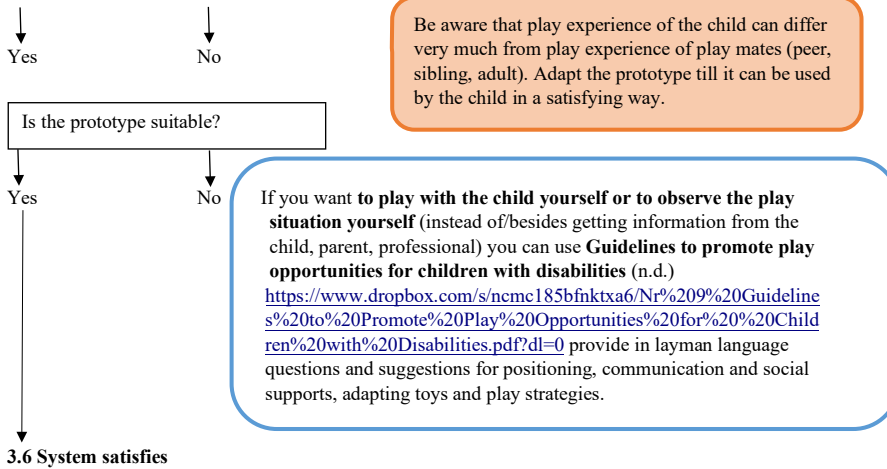 Yes
No
Be aware that play experience of the child can differ
very much from play experience of play mates (peer,
sibling, adult). Adapt the prototype till it can be used
by the child in a satisfying way.
Is the prototype suitable?
Yes
No
If you want to play with the child yourself or to observe the play
situation yourself (instead of/besides getting information from the
child, parent, professional) you can use Guidelines to promote play
opportunities for children with disabilities (n.d.)
https://www.dropbox.com/s/ncmc185bfnktxa6/Nr%209%20Guideline
s%20to%20Promote%20Play%20Opportunities%20for%20%20Child
ren%20with%20Disabilities.pdf?dl=0 provide in layman language
questions and suggestions for positioning, communication and social
supports, adapting toys and play strategies.
3.6 System satisfies